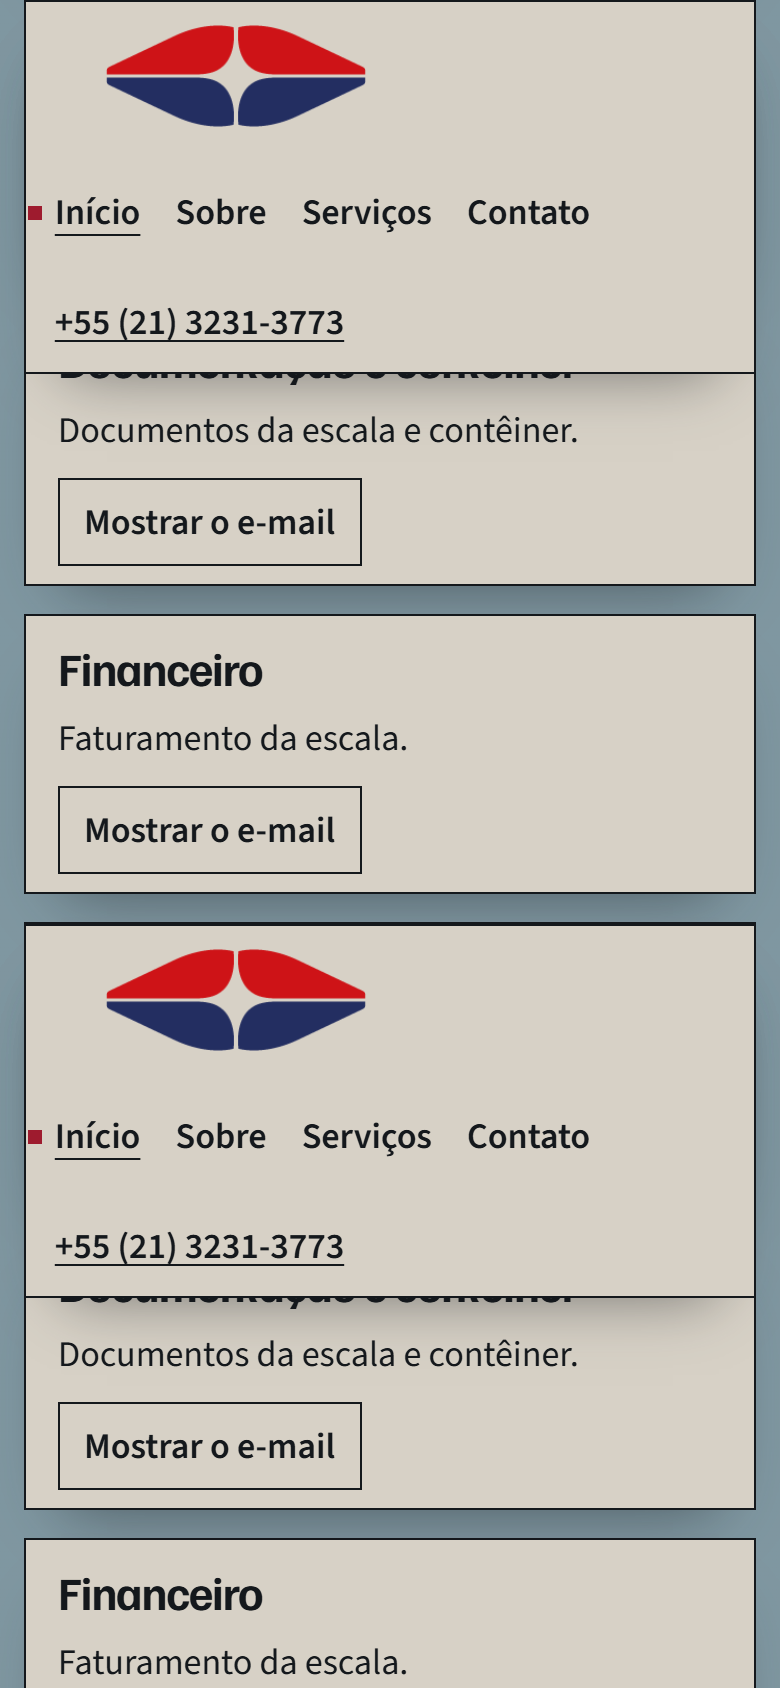 Início Sobre Serviços Contato
+55 (21) 3231-3773
Documentos da escala e contêiner.
Mostrar o e-mail
Financeiro
Faturamento da escala.
Mostrar o e-mail
Início Sobre Serviços Contato
+55 (21) 3231-3773
Documentos da escala e contêiner.
Mostrar o e-mail
Financeiro
Faturamento da escala.